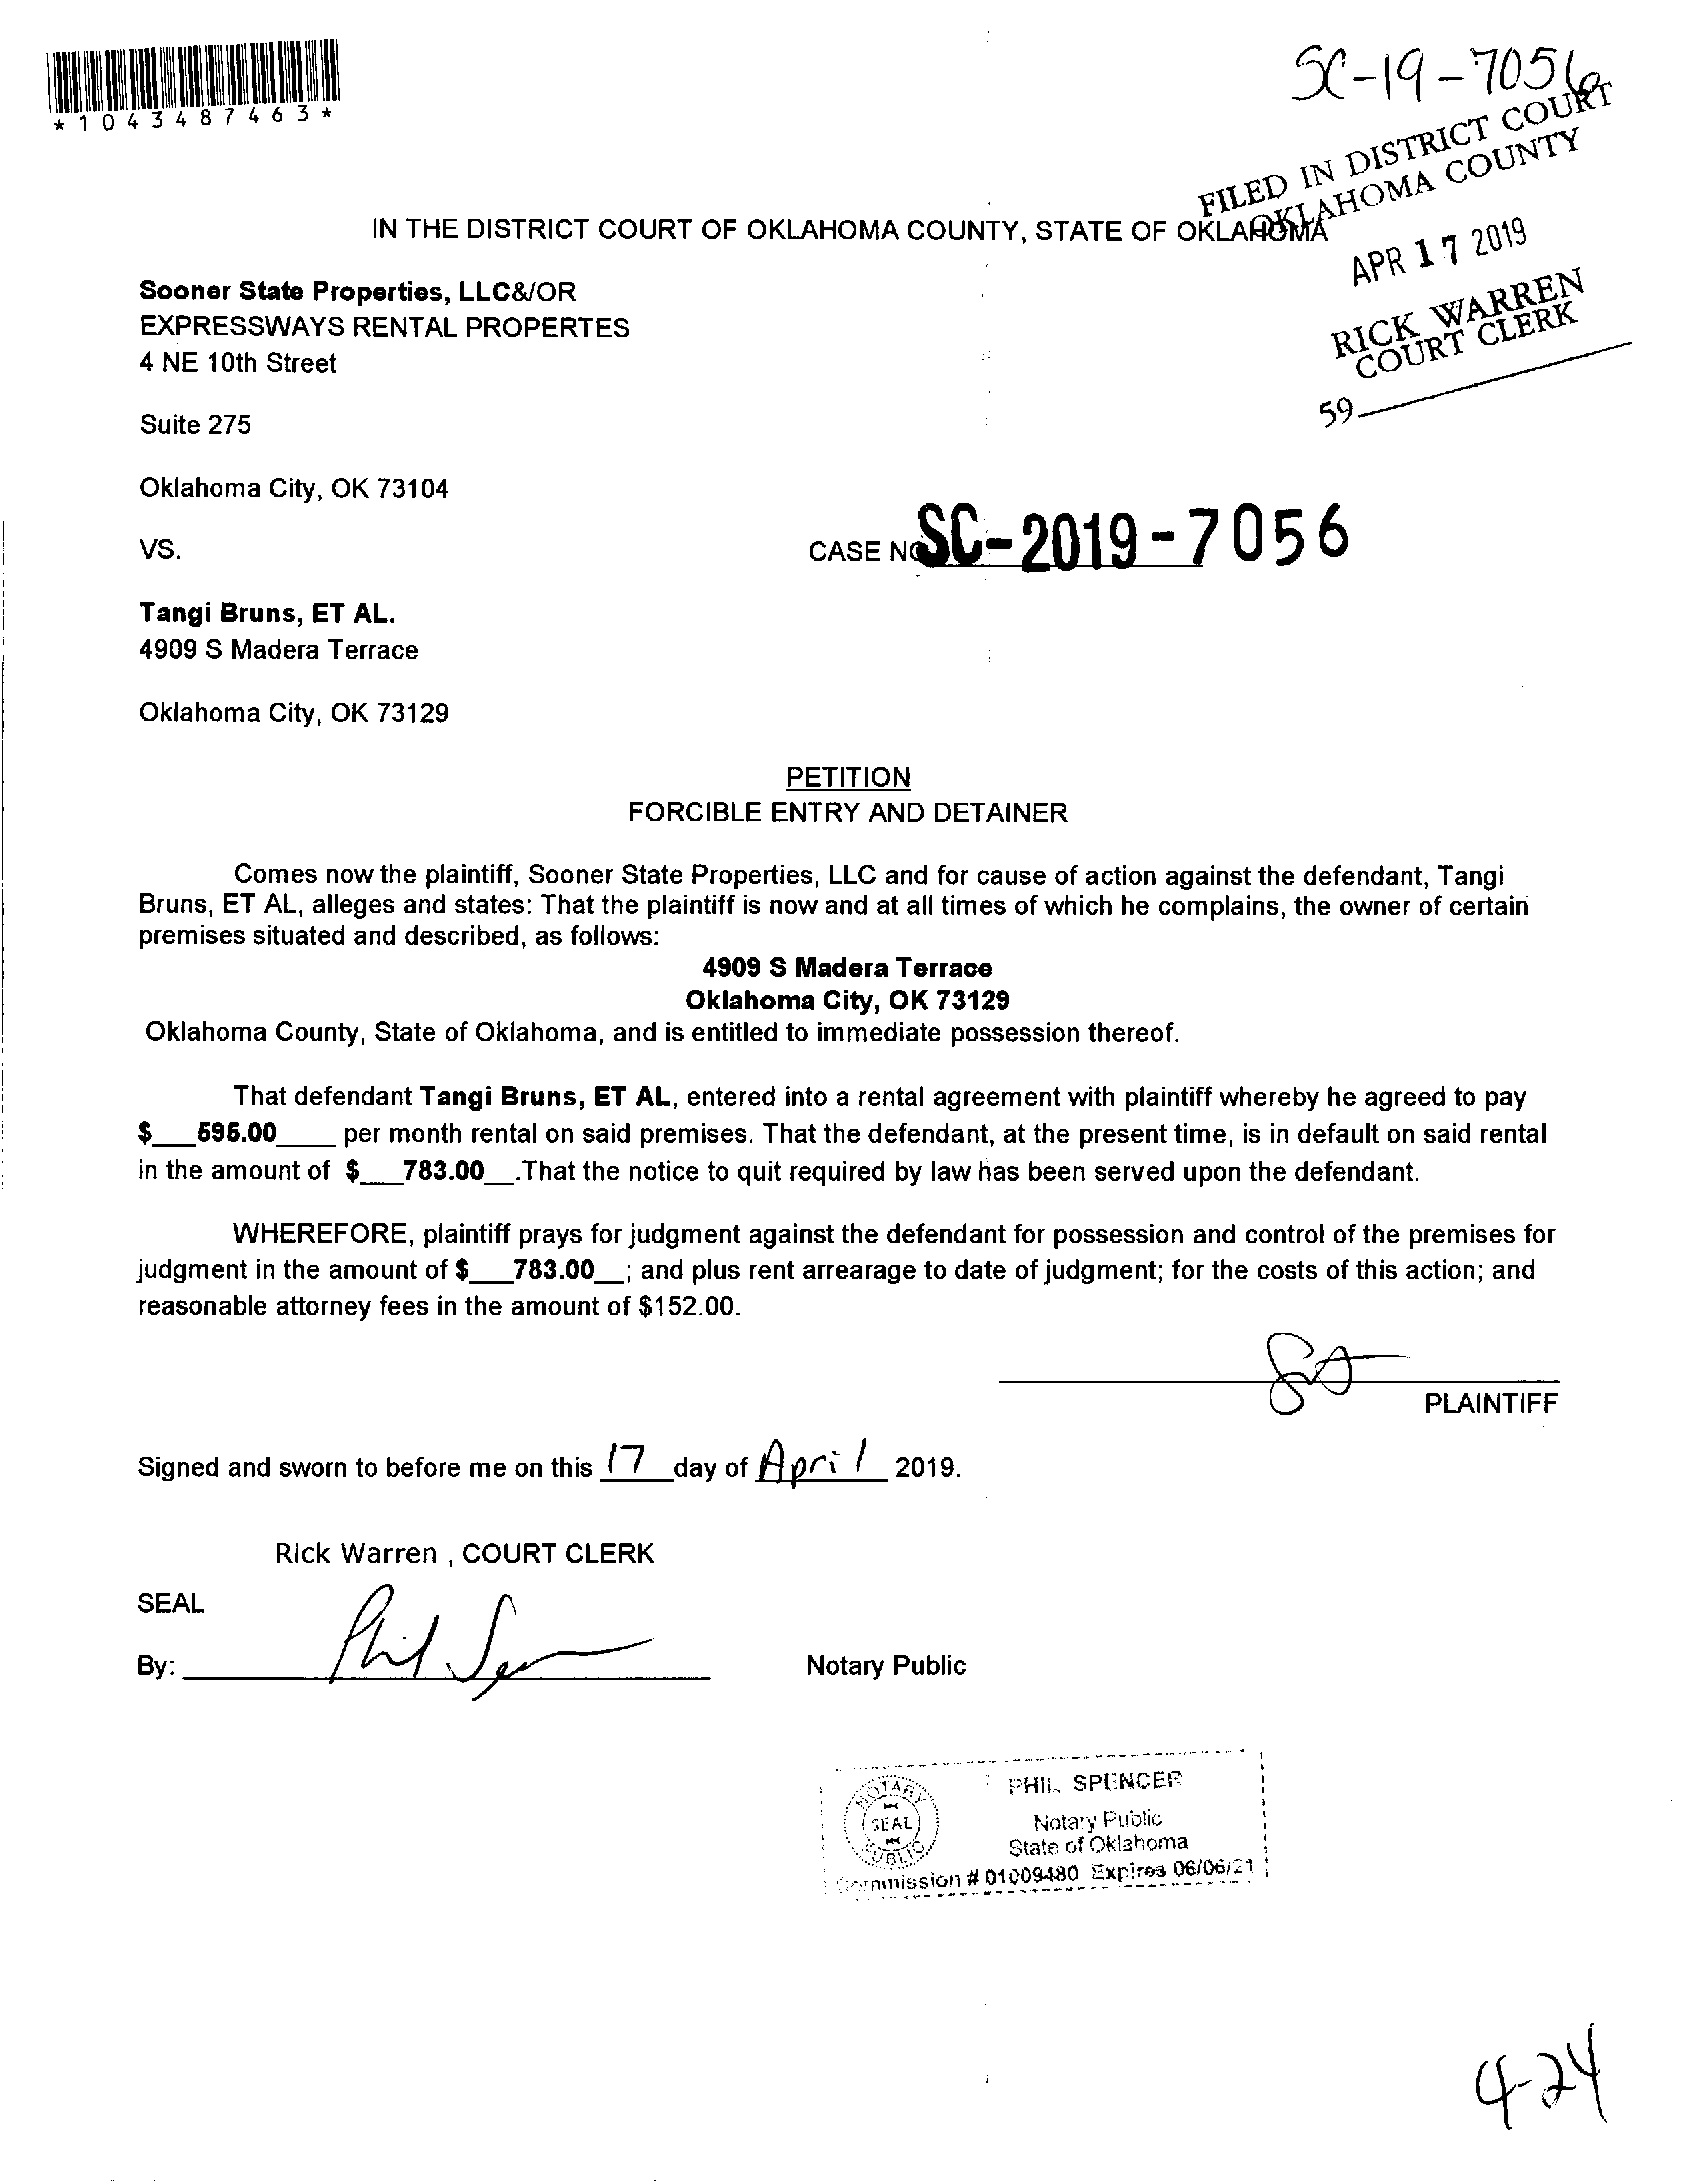 *1043487463*
SC-19-7056
FILED IN DISTRICT COURT
OKLAHOMA COUNTY
APR 17 2019
RICK WARREN
COURT CLERK
59
IN THE DISTRICT COURT OF OKLAHOMA COUNTY, STATE OF OKLAHOMA
Sooner State Properties, LLC&/OR
EXPRESSWAYS RENTAL PROPERTES
4 NE 10th Street
Suite 275
Oklahoma City, OK 73104
VS.
CASE NO SC-2019-7056
Tangi Bruns, ET AL.
4909 S Madera Terrace
Oklahoma City, OK 73129
PETITION
FORCIBLE ENTRY AND DETAINER
Comes now the plaintiff, Sooner State Properties, LLC and for cause of action against the defendant, Tangi
Bruns, ET AL, alleges and states: That the plaintiff is now and at all times of which he complains, the owner of certain
premises situated and described, as follows:
4909 S Madera Terrace
Oklahoma City, OK 73129
Oklahoma County, State of Oklahoma, and is entitled to immediate possession thereof.
That defendant Tangi Bruns, ET AL, entered into a rental agreement with plaintiff whereby he agreed to pay
$___595.00____ per month rental on said premises. That the defendant, at the present time, is in default on said rental
in the amount of $___783.00__.That the notice to quit required by law has been served upon the defendant.
WHEREFORE, plaintiff prays for judgment against the defendant for possession and control of the premises for
judgment in the amount of $___783.00__; and plus rent arrearage to date of judgment; for the costs of this action; and
reasonable attorney fees in the amount of $152.00.
PLAINTIFF
Signed and sworn to before me on this 17 day of April 2019.
Rick Warren , COURT CLERK
SEAL
By: Phil Spencer
Notary Public
NOTARY
SEAL
PUBLIC
PHIL SPENCER
Notary Public
State of Oklahoma
Commission # 01009480 Expires 06/06/21
4-24